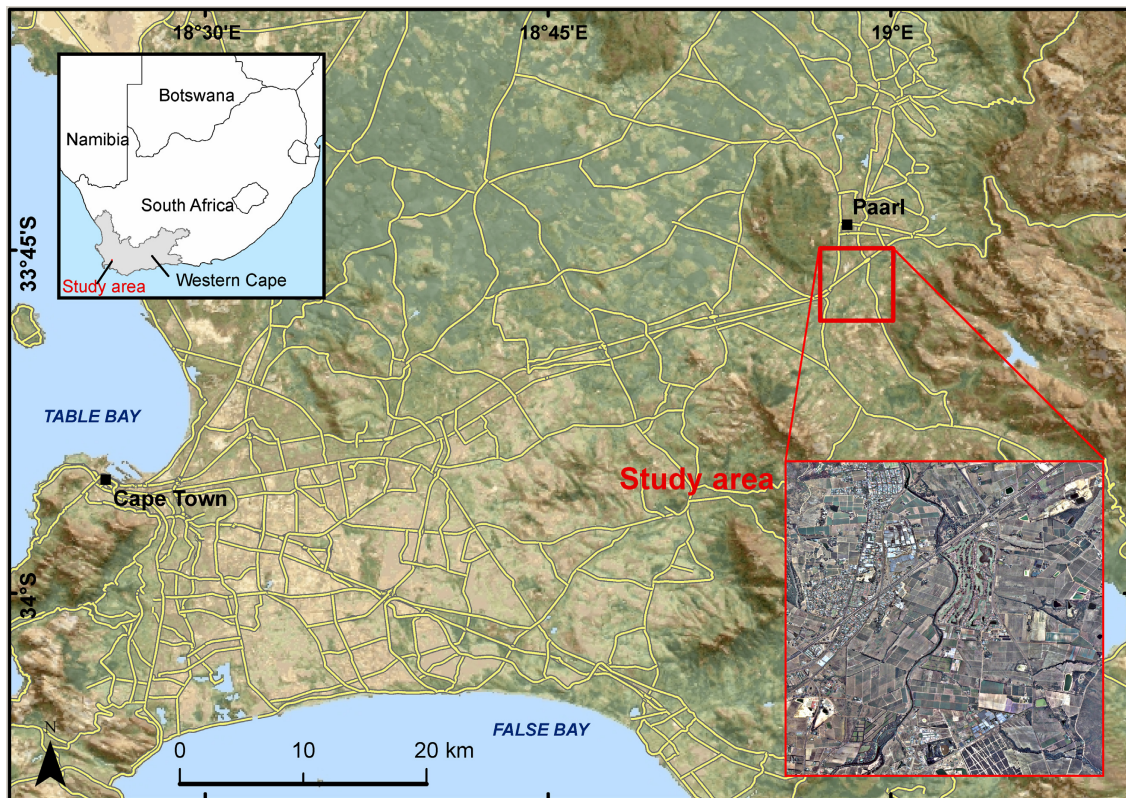 18°30'E
18°45'E
19°E
Botswana
Namibia
South Africa
Study area
Western Cape
33°45'S
Paarl
TABLE BAY
Cape Town
Study area
34°S
FALSE BAY
N
0 10 20 km